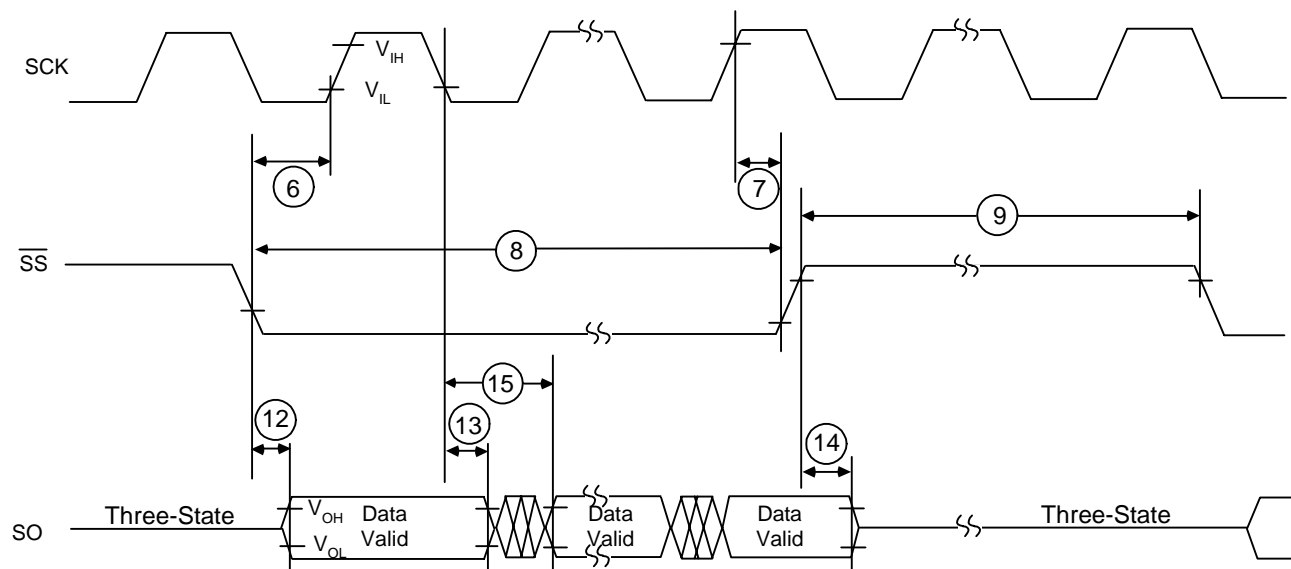 SCK
V_IH
V_IL
6
7
8
9
SS
15
12
13
14
SO
Three-State
V_OH
V_OL
Data
Valid
Data
Valid
Data
Valid
Three-State